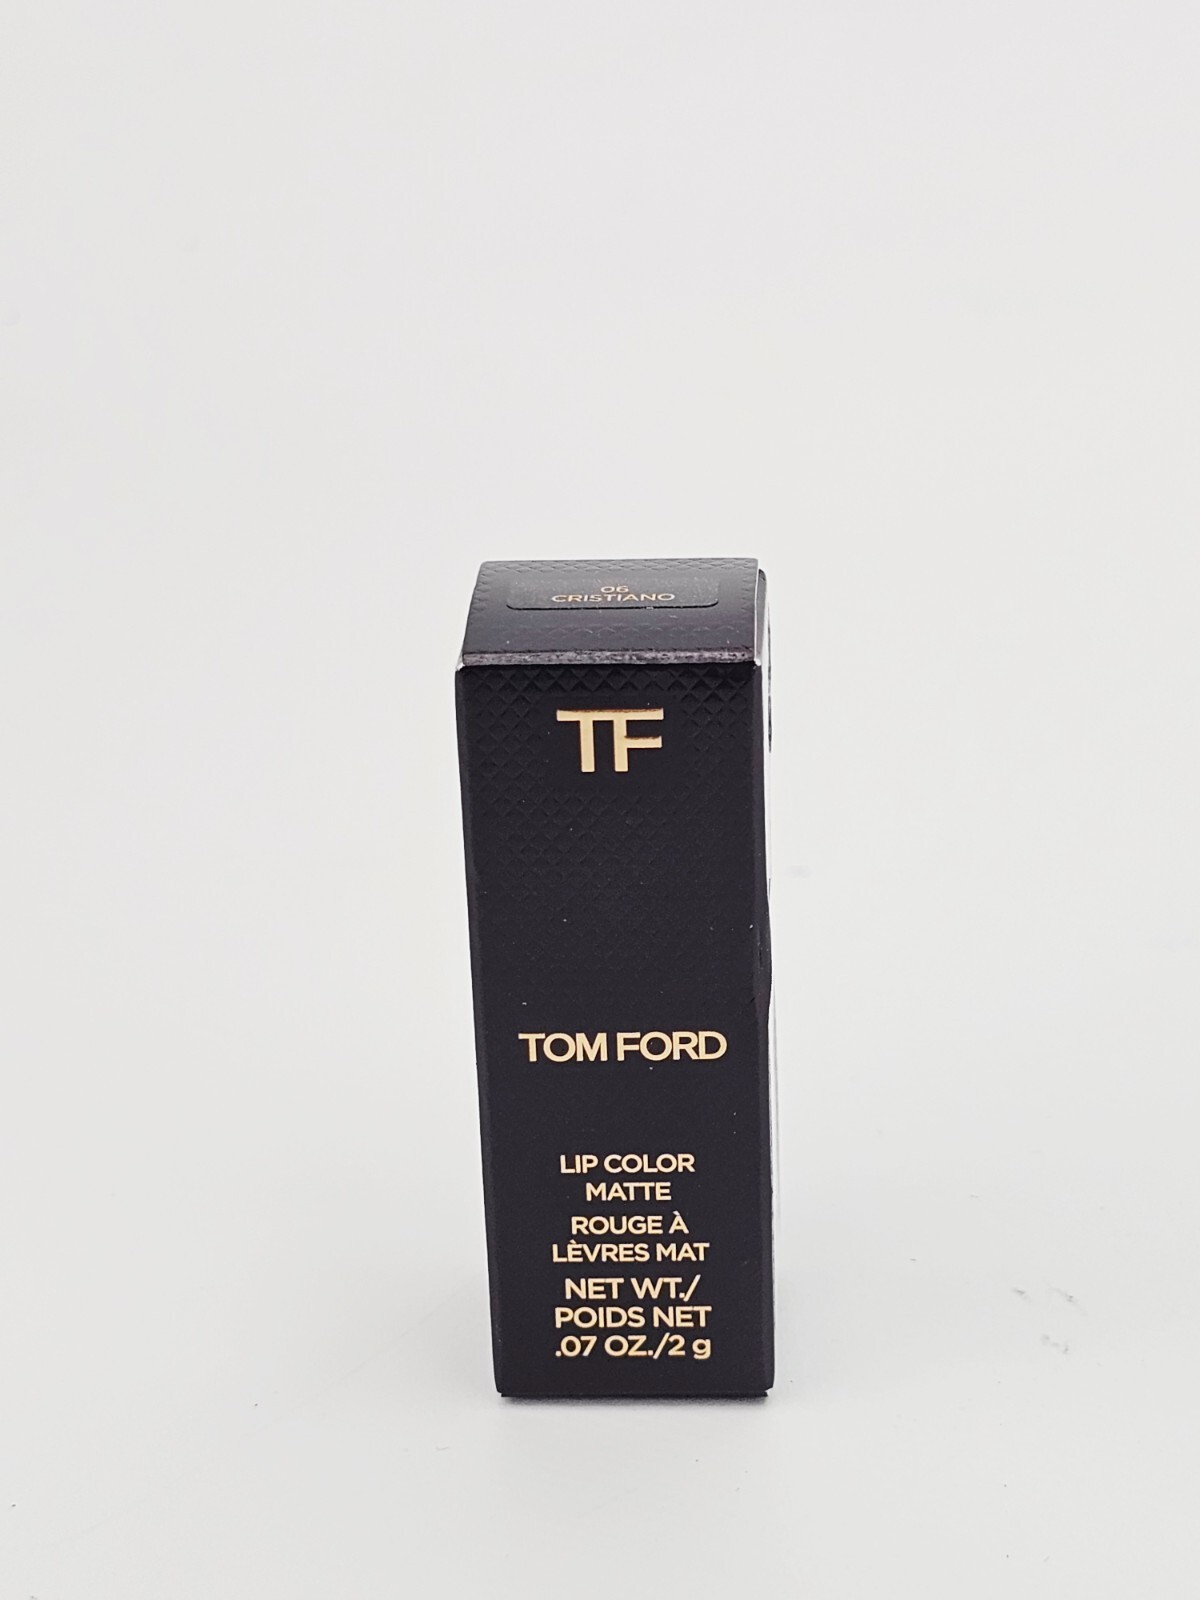 06
CRISTIANO
TF
TOM FORD
LIP COLOR
MATTE
ROUGE À
LÈVRES MAT
NET WT./
POIDS NET
.07 OZ./2 g